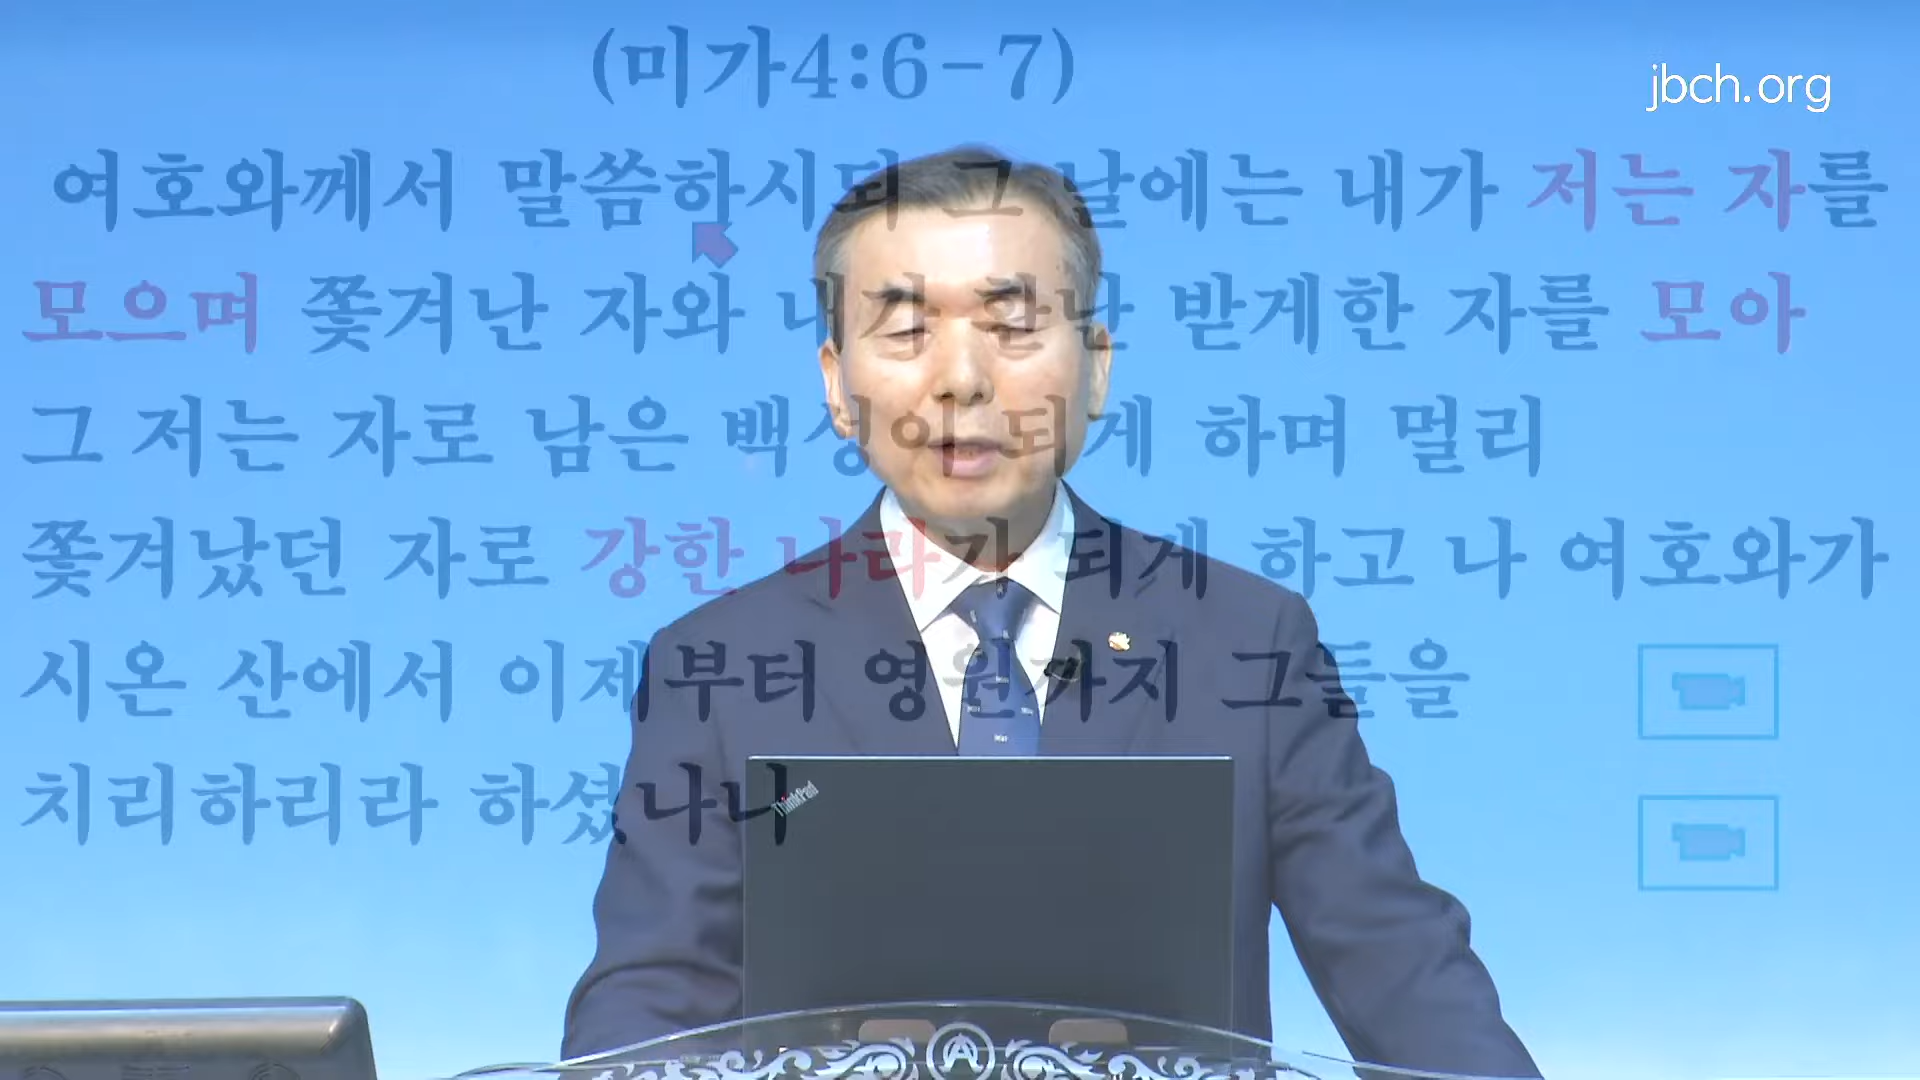 (미가4:6-7)
jbch.org
여호와께서 말씀하시되 그 날에는 내가 저는 자를
모으며 쫓겨난 자와 내가 환난 받게한 자를 모아
그 저는 자로 남은 백성이 되게 하며 멀리
쫓겨났던 자로 강한 나라가 되게 하고 나 여호와가
시온 산에서 이제부터 영원까지 그들을
치리하리라 하셨나니
ThinkPad